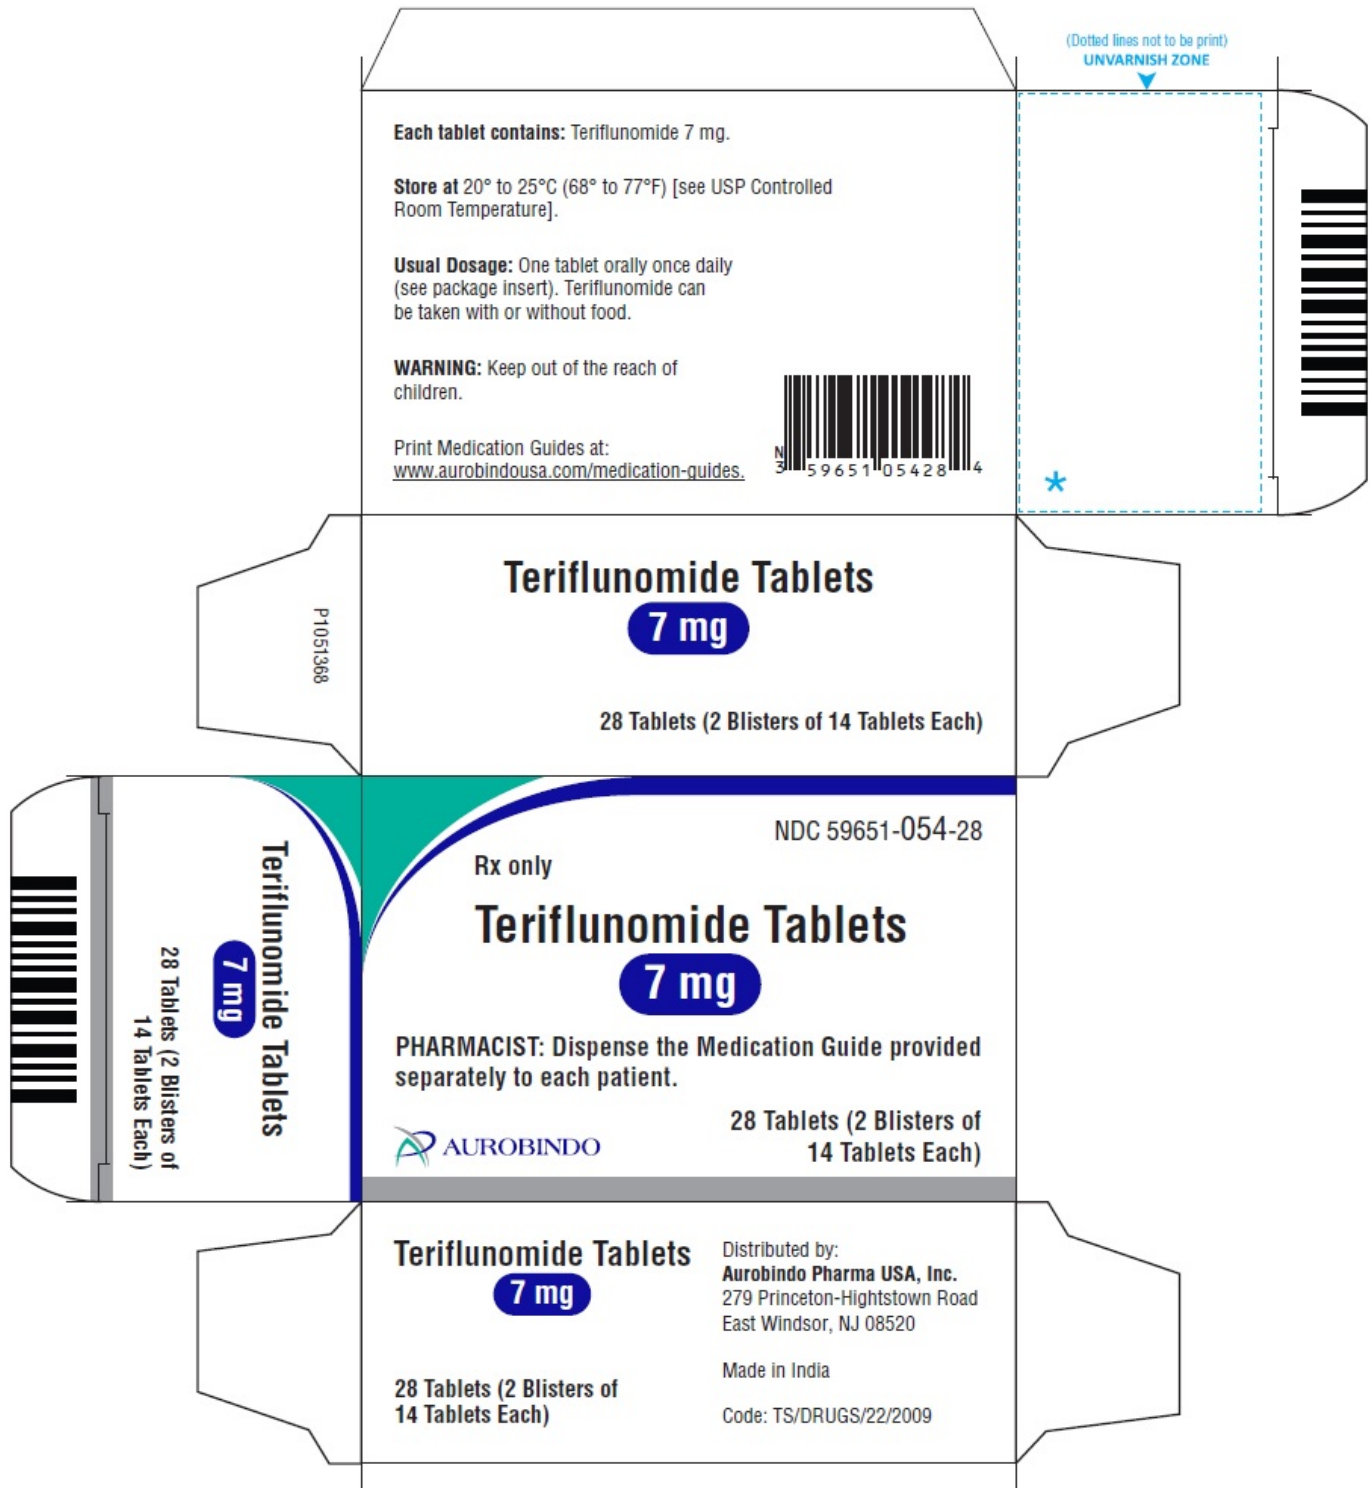 (Dotted lines not to be print)
UNVARNISH ZONE
Each tablet contains: Teriflunomide 7 mg.
Store at 20° to 25°C (68° to 77°F) [see USP Controlled
Room Temperature].
Usual Dosage: One tablet orally once daily
(see package insert). Teriflunomide can
be taken with or without food.
WARNING: Keep out of the reach of
children.
Print Medication Guides at:
www.aurobindousa.com/medication-guides.
N
3 59651 05428 4
*
Teriflunomide Tablets
7 mg
28 Tablets (2 Blisters of 14 Tablets Each)
P1051368
Teriflunomide Tablets
7 mg
28 Tablets (2 Blisters of
14 Tablets Each)
NDC 59651-054-28
Rx only
Teriflunomide Tablets
7 mg
PHARMACIST: Dispense the Medication Guide provided
separately to each patient.
AUROBINDO
28 Tablets (2 Blisters of
14 Tablets Each)
Teriflunomide Tablets
7 mg
28 Tablets (2 Blisters of
14 Tablets Each)
Distributed by:
Aurobindo Pharma USA, Inc.
279 Princeton-Hightstown Road
East Windsor, NJ 08520
Made in India
Code: TS/DRUGS/22/2009